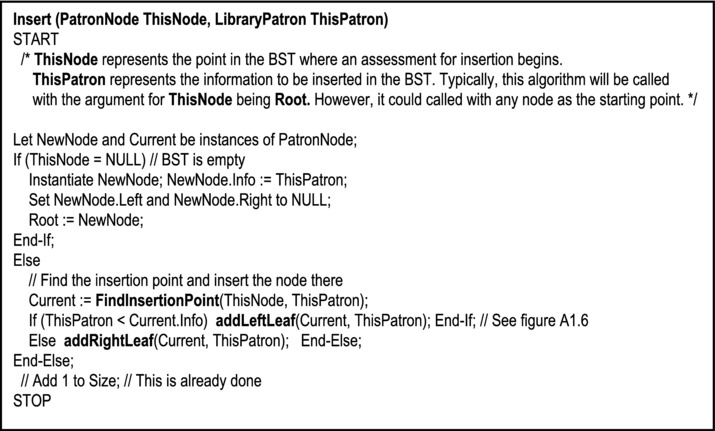 Insert (PatronNode ThisNode, LibraryPatron ThisPatron)
START
/* ThisNode represents the point in the BST where an assessment for insertion begins.
ThisPatron represents the information to be inserted in the BST. Typically, this algorithm will be called
with the argument for ThisNode being Root. However, it could called with any node as the starting point. */
Let NewNode and Current be instances of PatronNode;
If (ThisNode = NULL) // BST is empty
Instantiate NewNode; NewNode.Info := ThisPatron;
Set NewNode.Left and NewNode.Right to NULL;
Root := NewNode;
End-If;
Else
// Find the insertion point and insert the node there
Current := FindInsertionPoint(ThisNode, ThisPatron);
If (ThisPatron < Current.Info) addLeftLeaf(Current, ThisPatron); End-If; // See figure A1.6
Else addRightLeaf(Current, ThisPatron); End-Else;
End-Else;
// Add 1 to Size; // This is already done
STOP